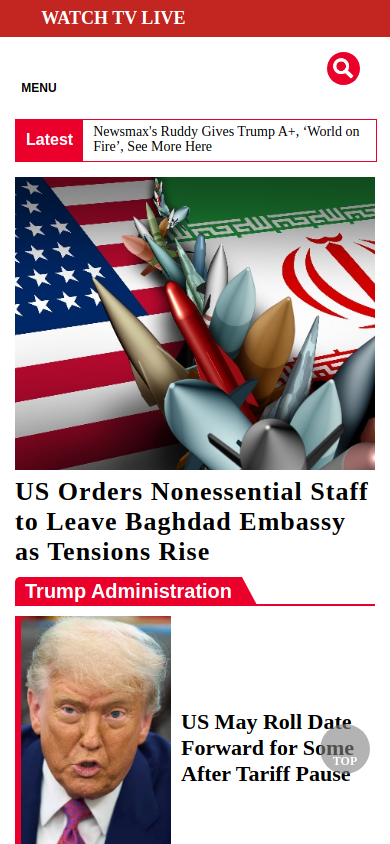 WATCH TV LIVE
MENU
Latest
Newsmax's Ruddy Gives Trump A+, ‘World on
Fire’, See More Here
US Orders Nonessential Staff
to Leave Baghdad Embassy
as Tensions Rise
Trump Administration
US May Roll Date
Forward for Some
After Tariff Pause
TOP